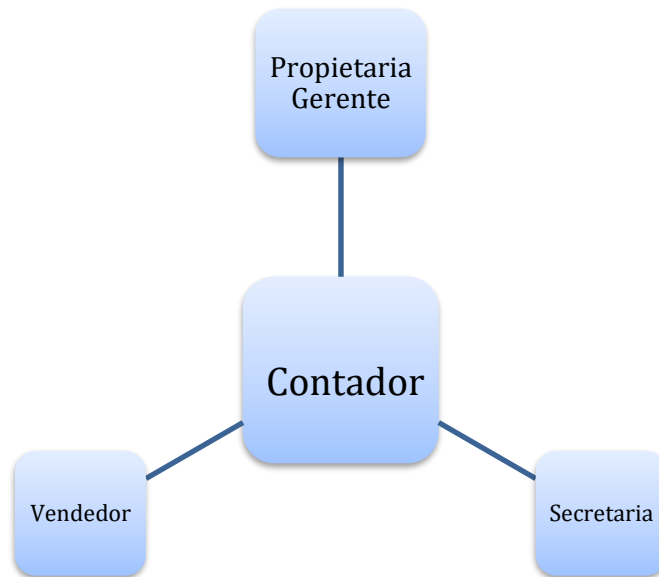 Propietaria
Gerente
Contador
Vendedor
Secretaria